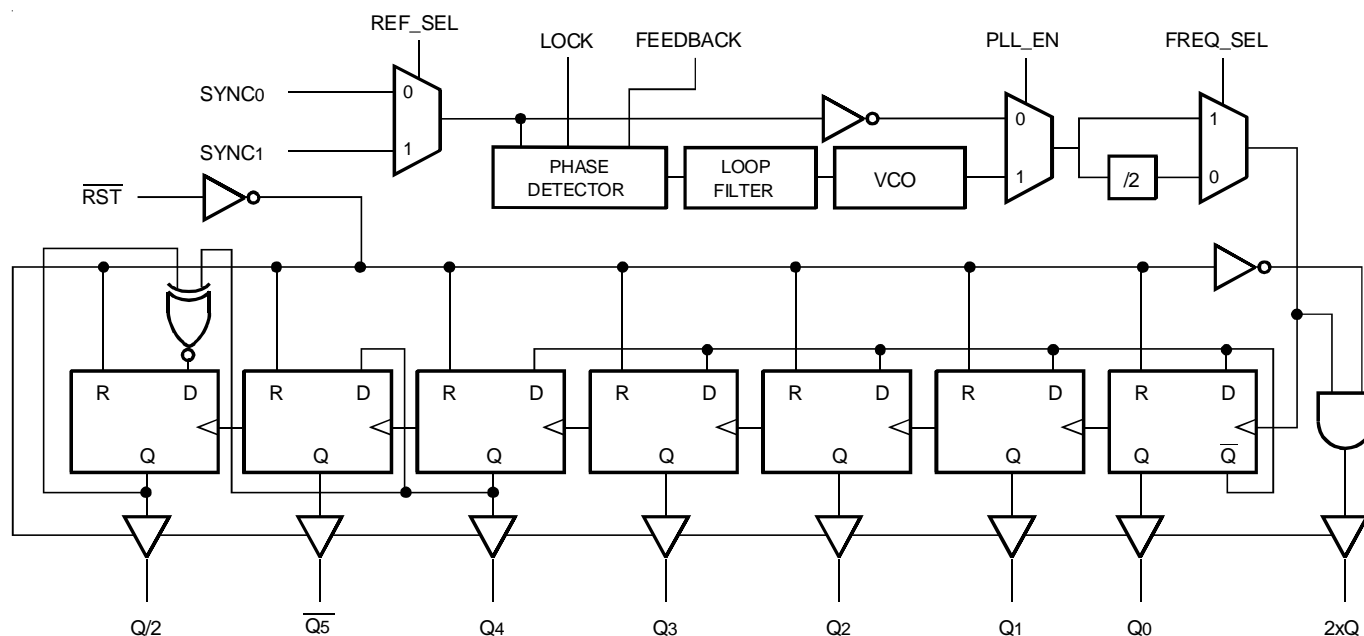 REF_SEL
LOCK
FEEDBACK
PLL_EN
FREQ_SEL
SYNC0
0
0
1
SYNC1
1
PHASE
DETECTOR
LOOP
FILTER
VCO
1
/2
0
RST
R D
R D
R D
R D
R D
R D
R D
Q
Q
Q
Q
Q
Q
Q Q
Q/2
Q5
Q4
Q3
Q2
Q1
Q0
2xQ